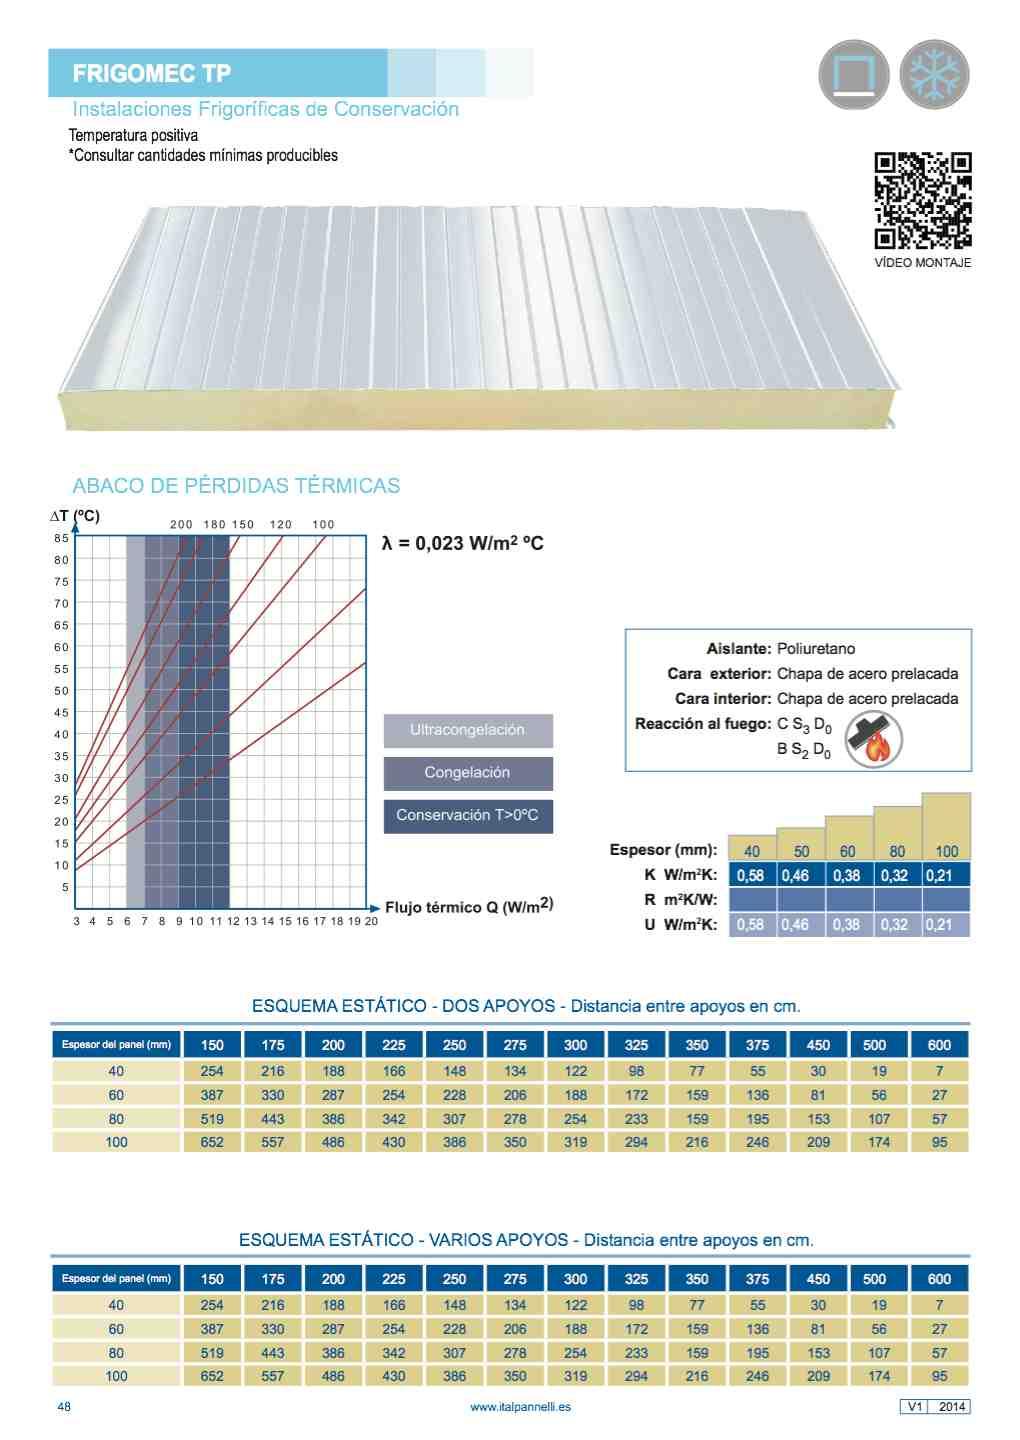 FRIGOMEC TP
Instalaciones Frigoríficas de Conservación
Temperatura positiva
*Consultar cantidades mínimas producibles
VÍDEO MONTAJE
ABACO DE PÉRDIDAS TÉRMICAS
∆T (ºC)
200 180 150 120 100
85
80
75
70
65
60
55
50
45
40
35
30
25
20
15
10
5
3 4 5 6 7 8 9 10 11 12 13 14 15 16 17 18 19 20
Flujo térmico Q (W/m2)
λ = 0,023 W/m² ºC
Ultracongelación
Congelación
Conservación T>0ºC
Aislante: Poliuretano
Cara exterior: Chapa de acero prelacada
Cara interior: Chapa de acero prelacada
Reacción al fuego: C S3 D0
B S2 D0
Espesor (mm): 40 50 60 80 100
K W/m²K: 0,58 0,46 0,38 0,32 0,21
R m²K/W:
U W/m²K: 0,58 0,46 0,38 0,32 0,21
ESQUEMA ESTÁTICO - DOS APOYOS - Distancia entre apoyos en cm.
Espesor del panel (mm) 150 175 200 225 250 275 300 325 350 375 450 500 600
40 254 216 188 166 148 134 122 98 77 55 30 19 7
60 387 330 287 254 228 206 188 172 159 136 81 56 27
80 519 443 386 342 307 278 254 233 159 195 153 107 57
100 652 557 486 430 386 350 319 294 216 246 209 174 95
ESQUEMA ESTÁTICO - VARIOS APOYOS - Distancia entre apoyos en cm.
Espesor del panel (mm) 150 175 200 225 250 275 300 325 350 375 450 500 600
40 254 216 188 166 148 134 122 98 77 55 30 19 7
60 387 330 287 254 228 206 188 172 159 136 81 56 27
80 519 443 386 342 307 278 254 233 159 195 153 107 57
100 652 557 486 430 386 350 319 294 216 246 209 174 95
48 www.italpannelli.es V1 2014